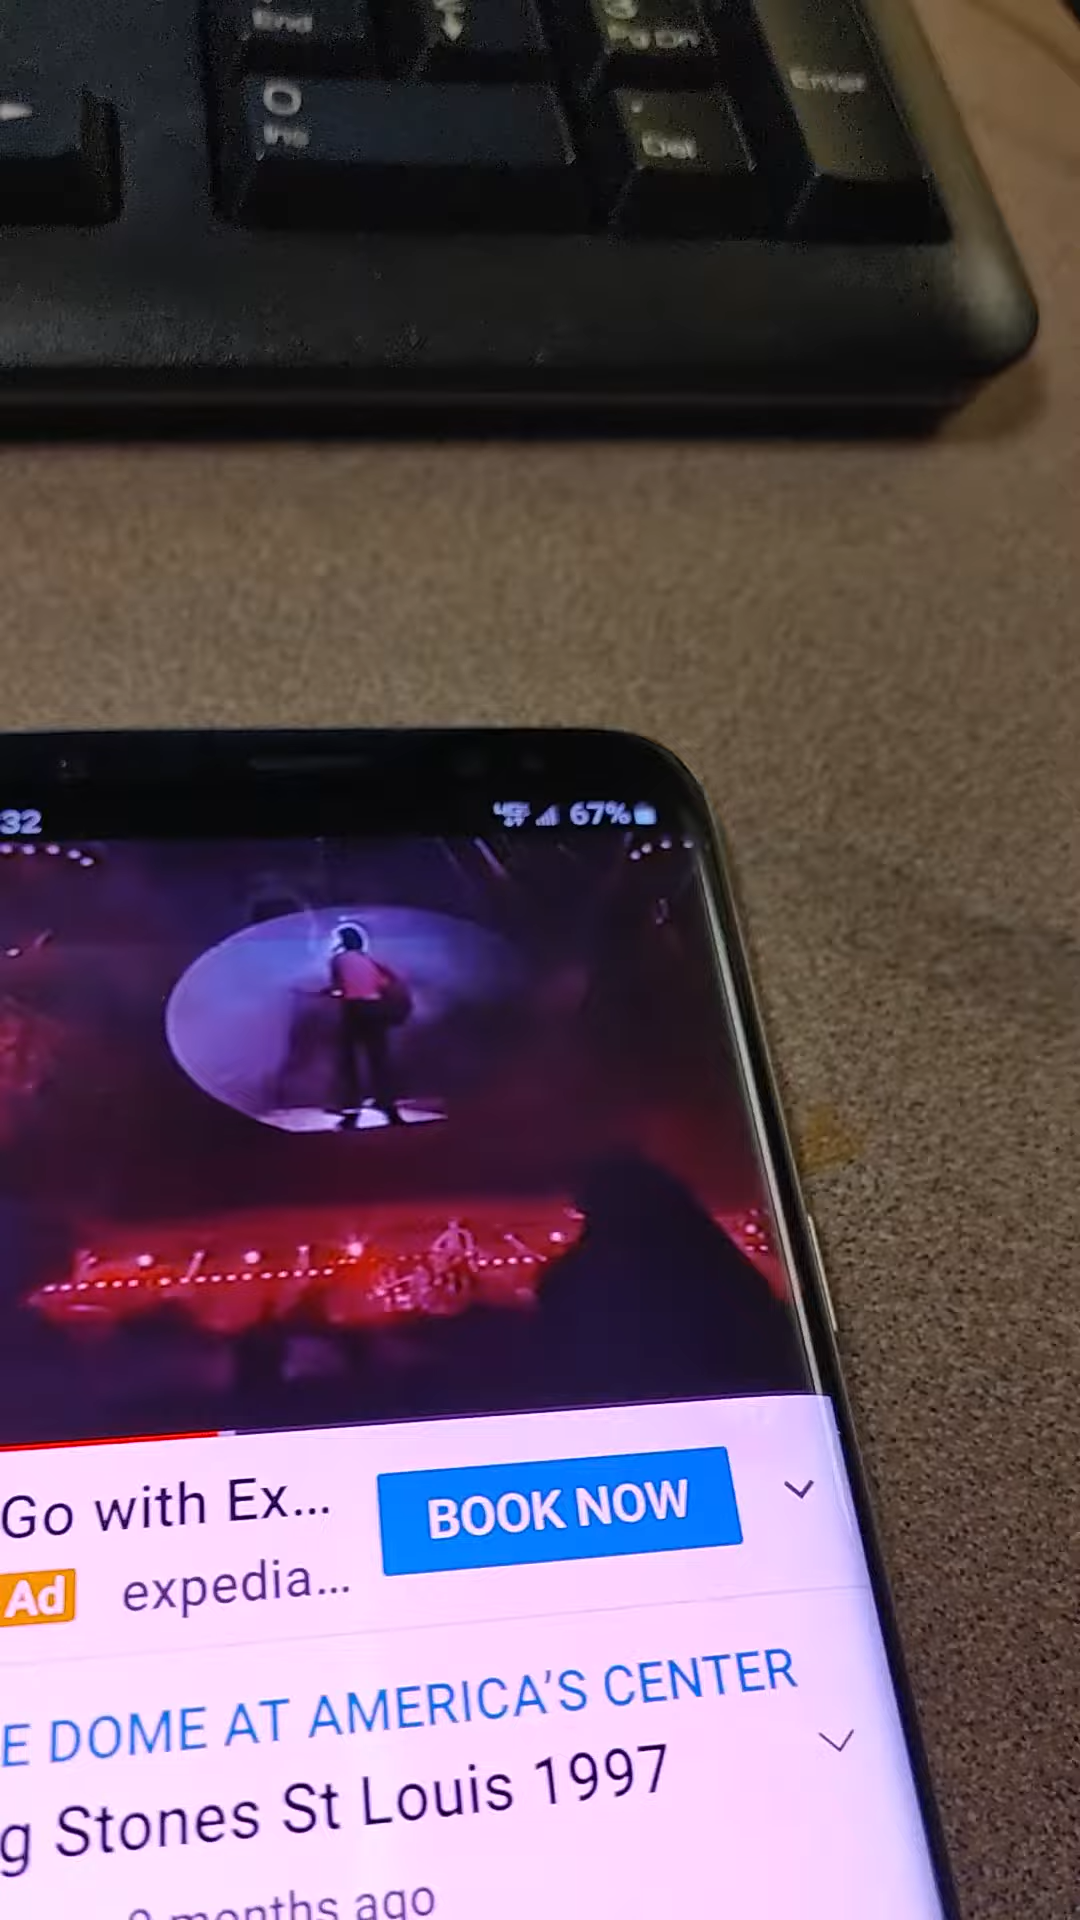 End
3
Pg Dn
Enter
0
Ins
.
Del
32
67%
Go with Ex...
BOOK NOW
Ad
expedia...
E DOME AT AMERICA'S CENTER
g Stones St Louis 1997
months ago